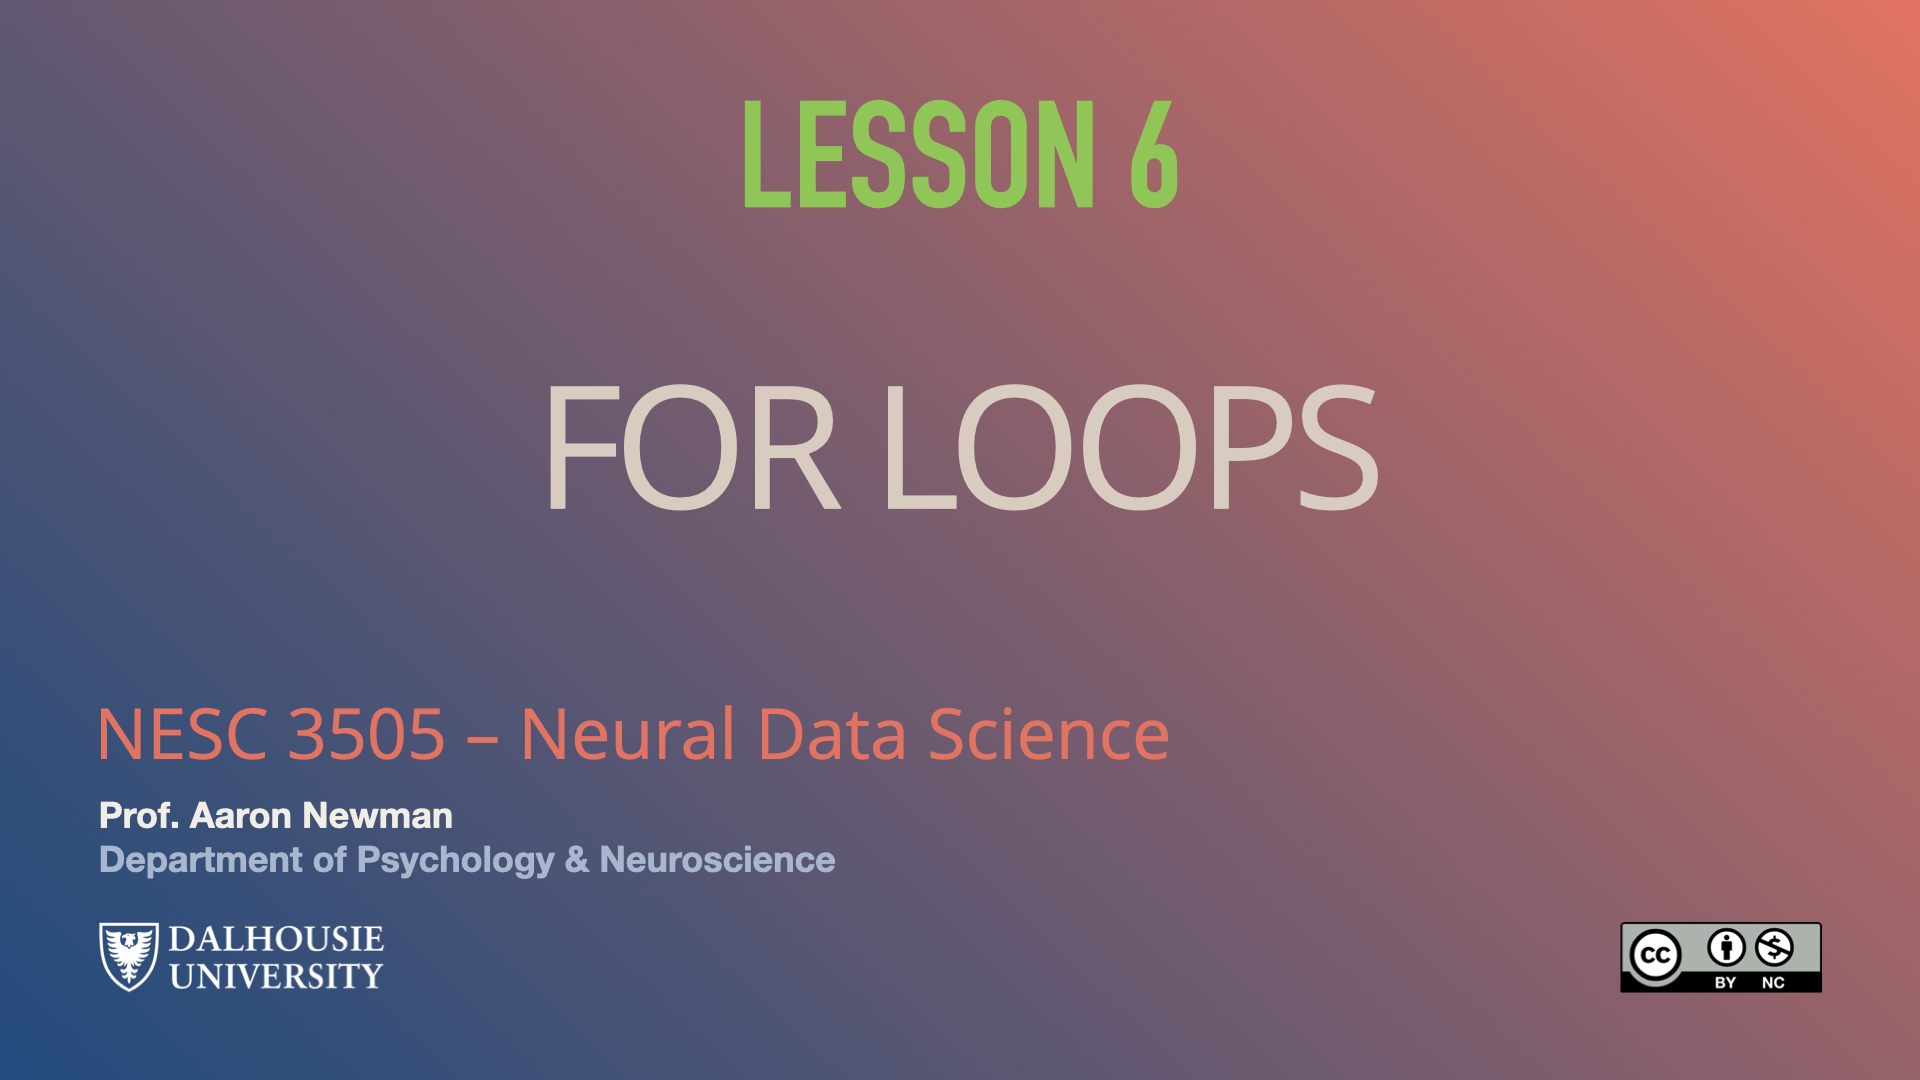 LESSON 6
FOR LOOPS
NESC 3505 – Neural Data Science
Prof. Aaron Newman
Department of Psychology & Neuroscience
DALHOUSIE
UNIVERSITY
CC
BY NC